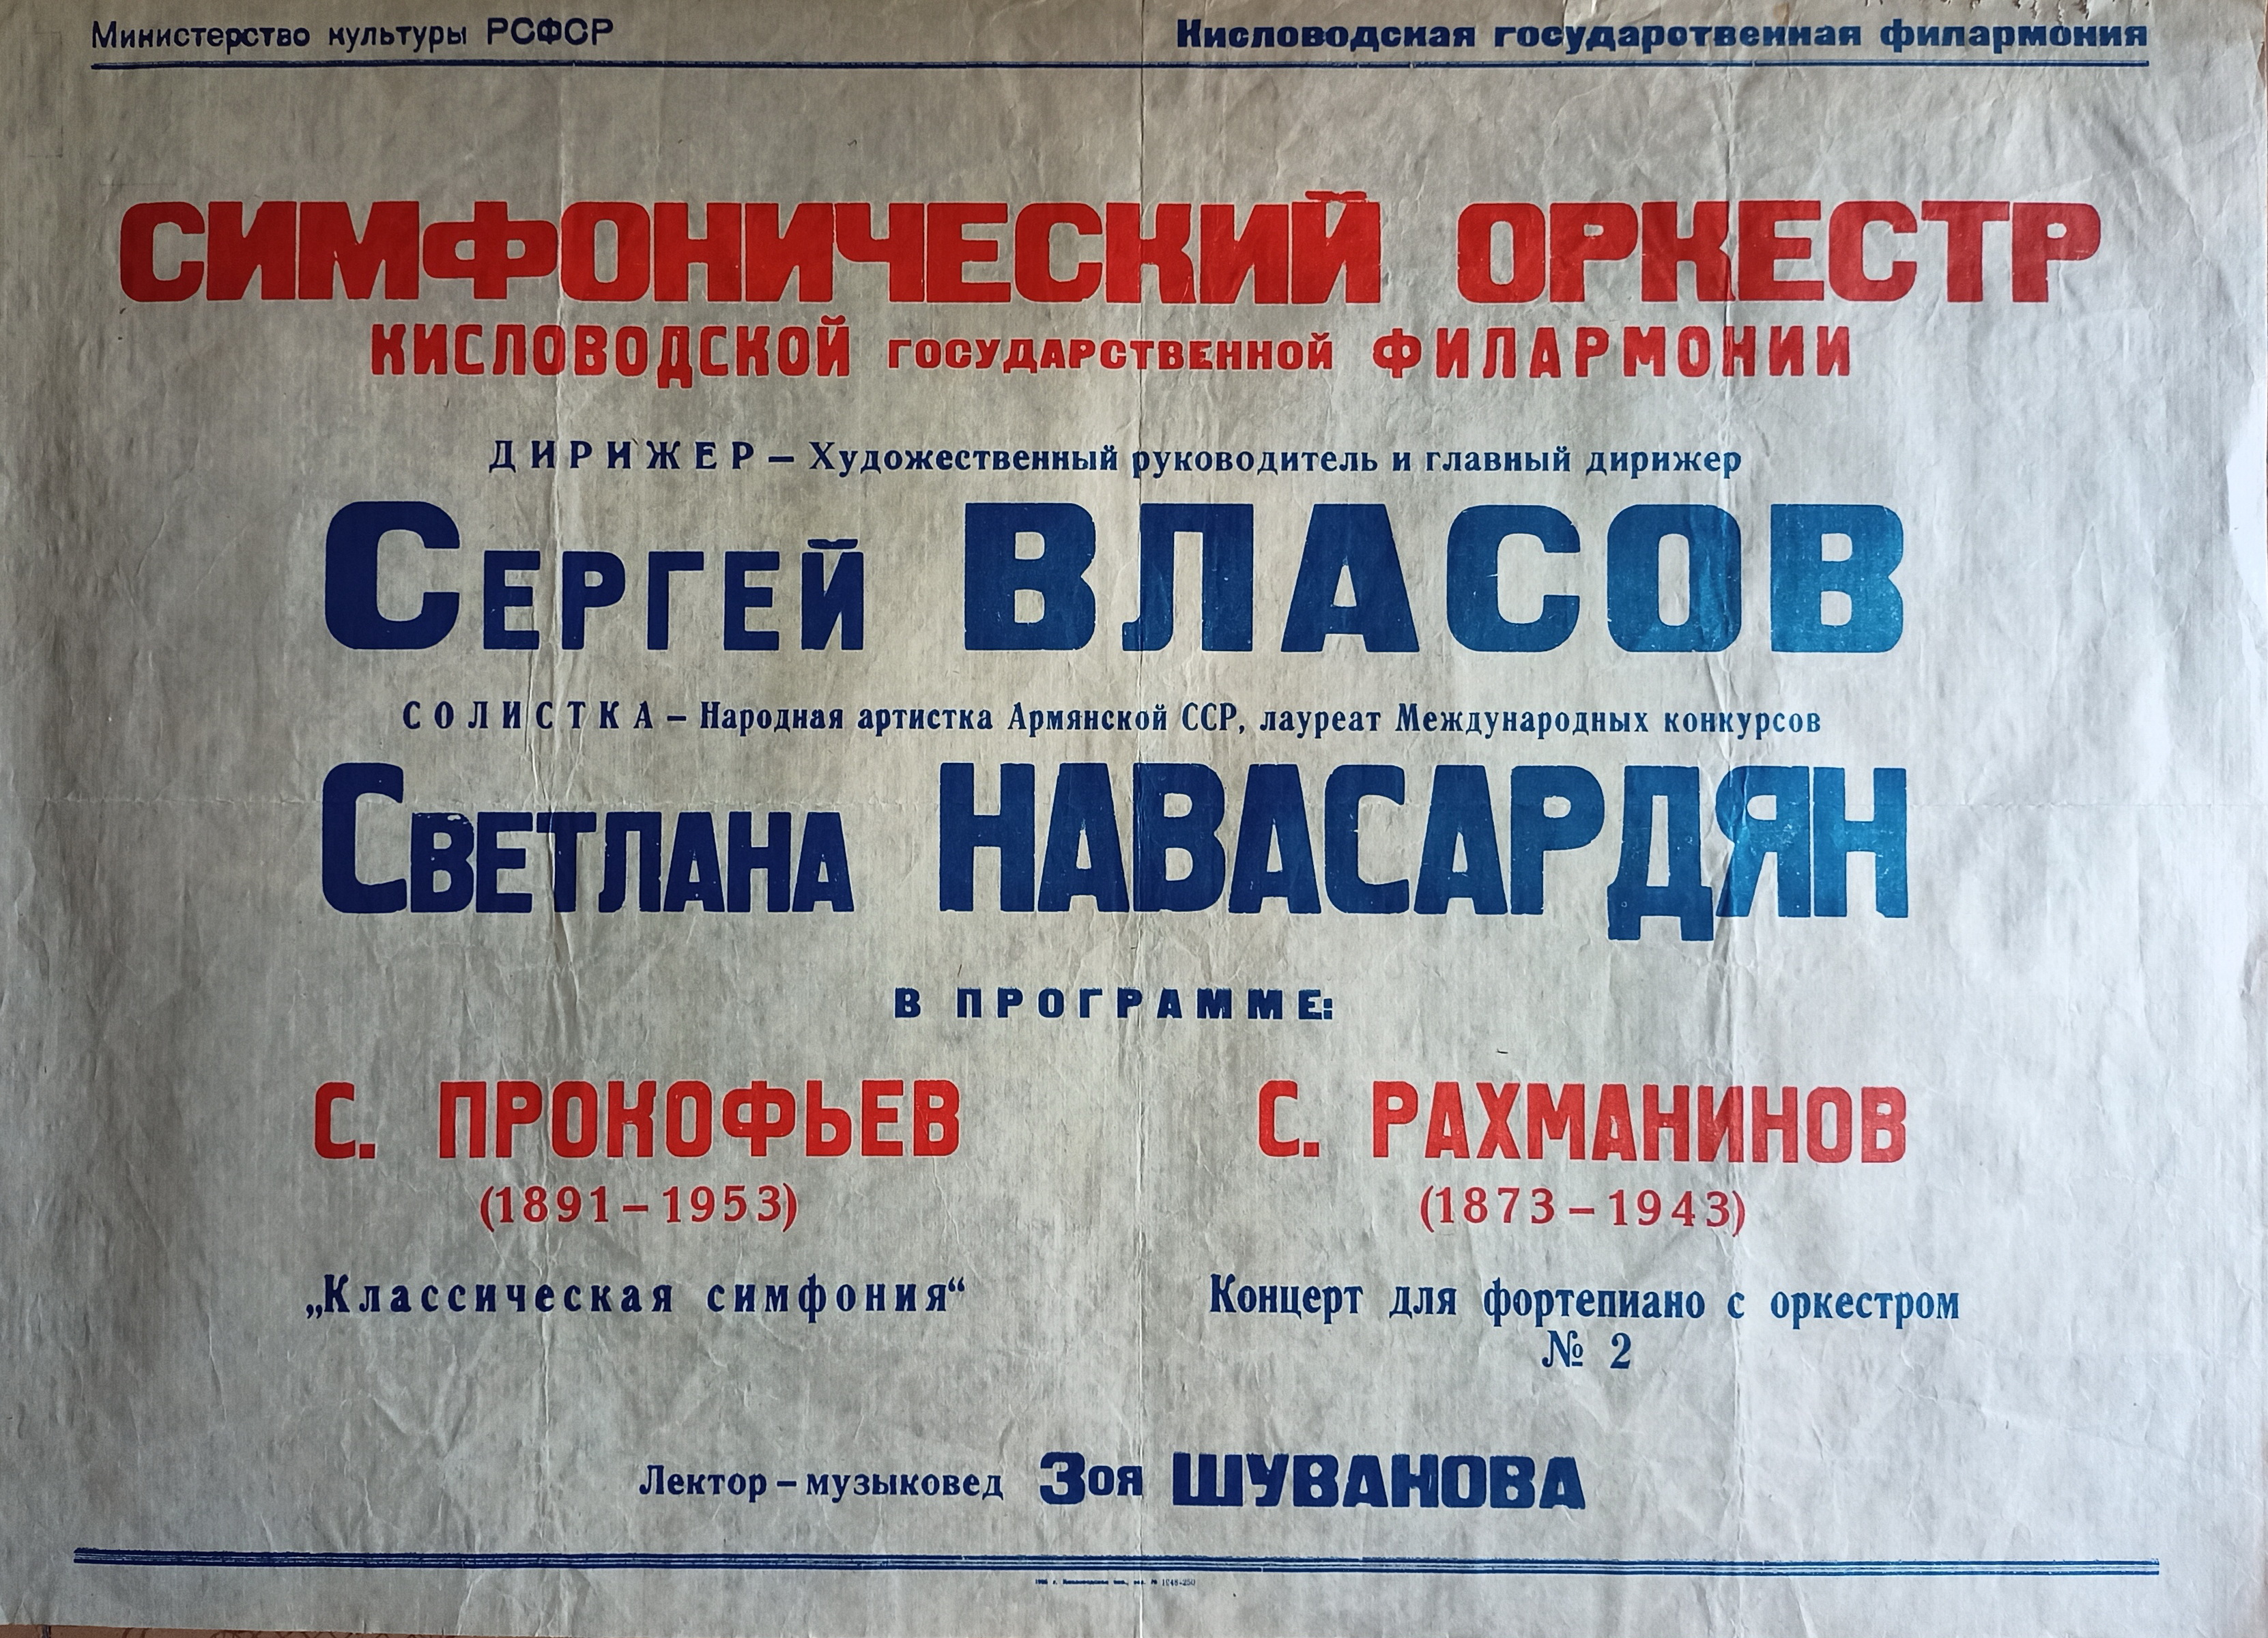 Министерство культуры РСФСР
Кисловодская государственная филармония
СИМФОНИЧЕСКИЙ ОРКЕСТР
КИСЛОВОДСКОЙ ГОСУДАРСТВЕННОЙ ФИЛАРМОНИИ
ДИРИЖЕР – Художественный руководитель и главный дирижер
СЕРГЕЙ ВЛАСОВ
СОЛИСТКА – Народная артистка Армянской ССР, лауреат Международных конкурсов
СВЕТЛАНА НАВАСАРДЯН
В ПРОГРАММЕ:
С. ПРОКОФЬЕВ
(1891–1953)
„Классическая симфония“
С. РАХМАНИНОВ
(1873–1943)
Концерт для фортепиано с оркестром
№ 2
Лектор–музыковед Зоя ШУВАНОВА